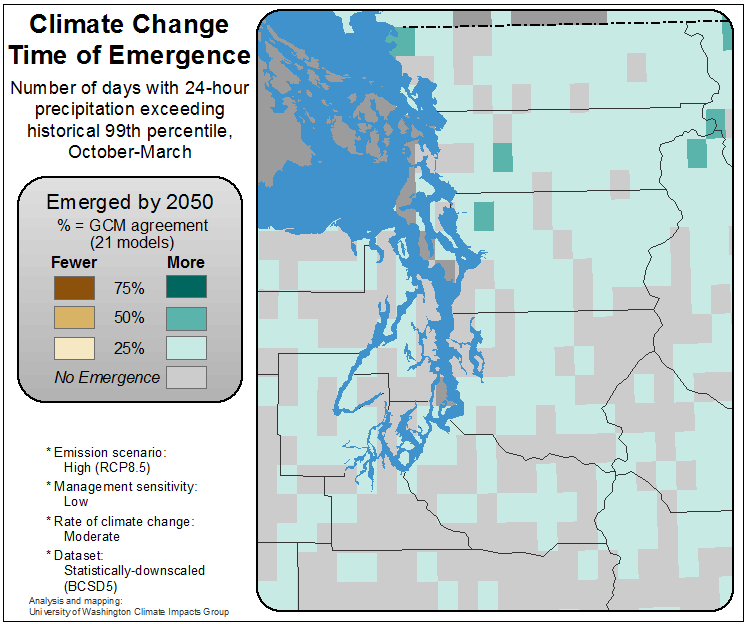 Climate Change
Time of Emergence
Number of days with 24-hour
precipitation exceeding
historical 99th percentile,
October-March
Emerged by 2050
% = GCM agreement
(21 models)
Fewer More
75%
50%
25%
No Emergence
* Emission scenario:
High (RCP8.5)
* Management sensitivity:
Low
* Rate of climate change:
Moderate
* Dataset:
Statistically-downscaled
(BCSD5)
Analysis and mapping:
University of Washington Climate Impacts Group